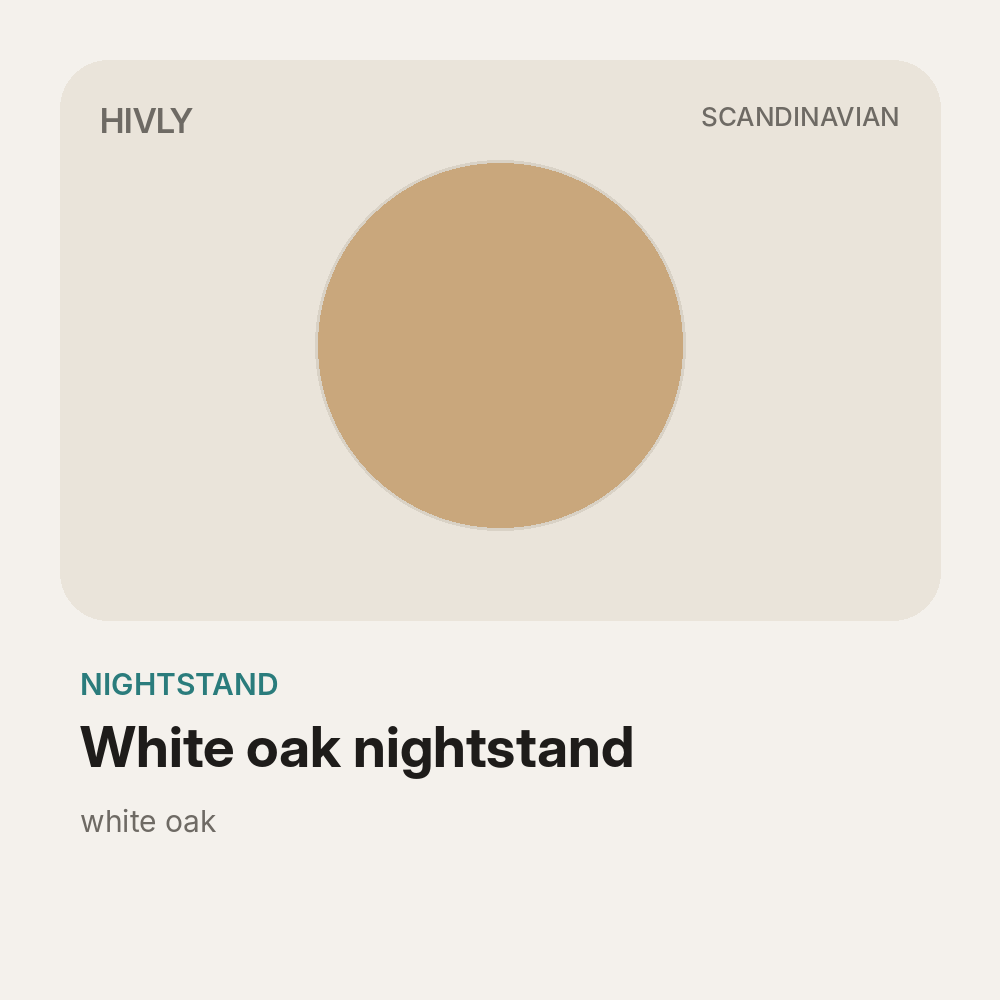 HIVLY
SCANDINAVIAN
NIGHTSTAND
White oak nightstand
white oak